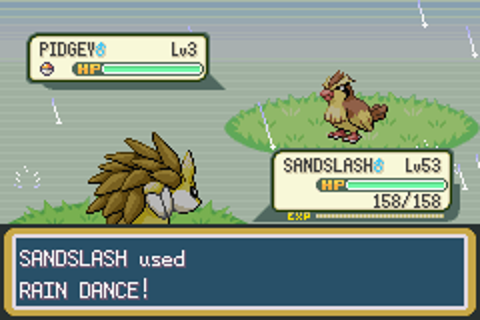 PIDGEY♂ Lv3
HP
SANDSLASH♂ Lv53
HP
158/158
EXP
SANDSLASH used
RAIN DANCE!